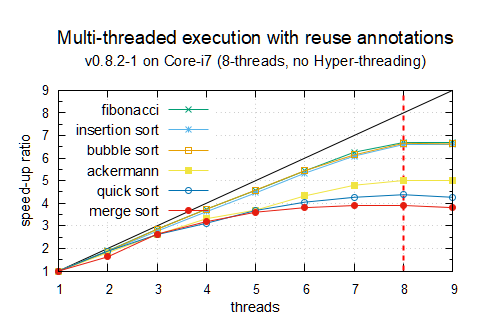 Multi-threaded execution with reuse annotations
v0.8.2-1 on Core-i7 (8-threads, no Hyper-threading)
9
8
7
6
5
4
3
2
1
speed-up ratio
fibonacci
insertion sort
bubble sort
ackermann
quick sort
merge sort
1 2 3 4 5 6 7 8 9
threads